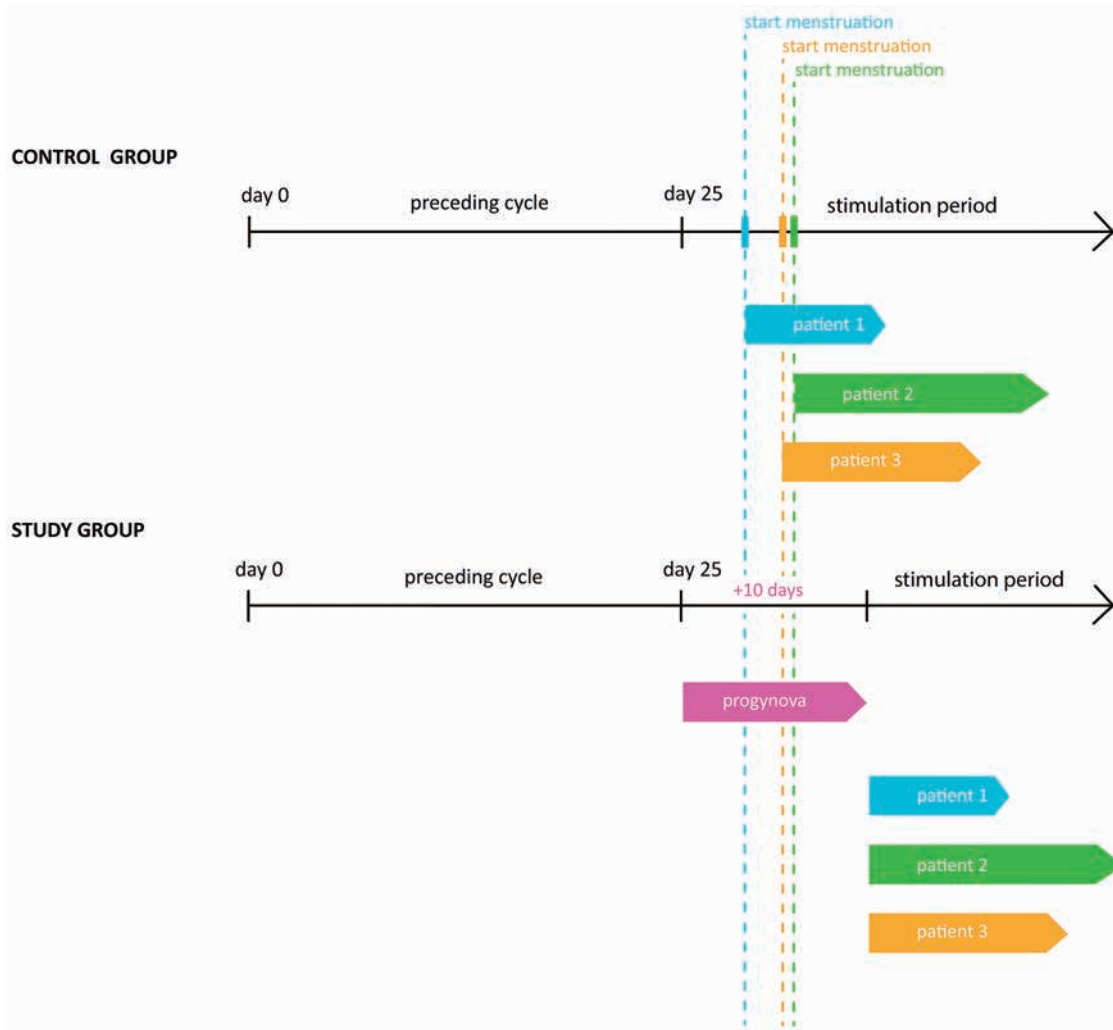 start menstruation
start menstruation
start menstruation
CONTROL GROUP
day 0
preceding cycle
day 25
stimulation period
patient 1
patient 2
patient 3
STUDY GROUP
day 0
preceding cycle
day 25
+10 days
stimulation period
progynova
patient 1
patient 2
patient 3